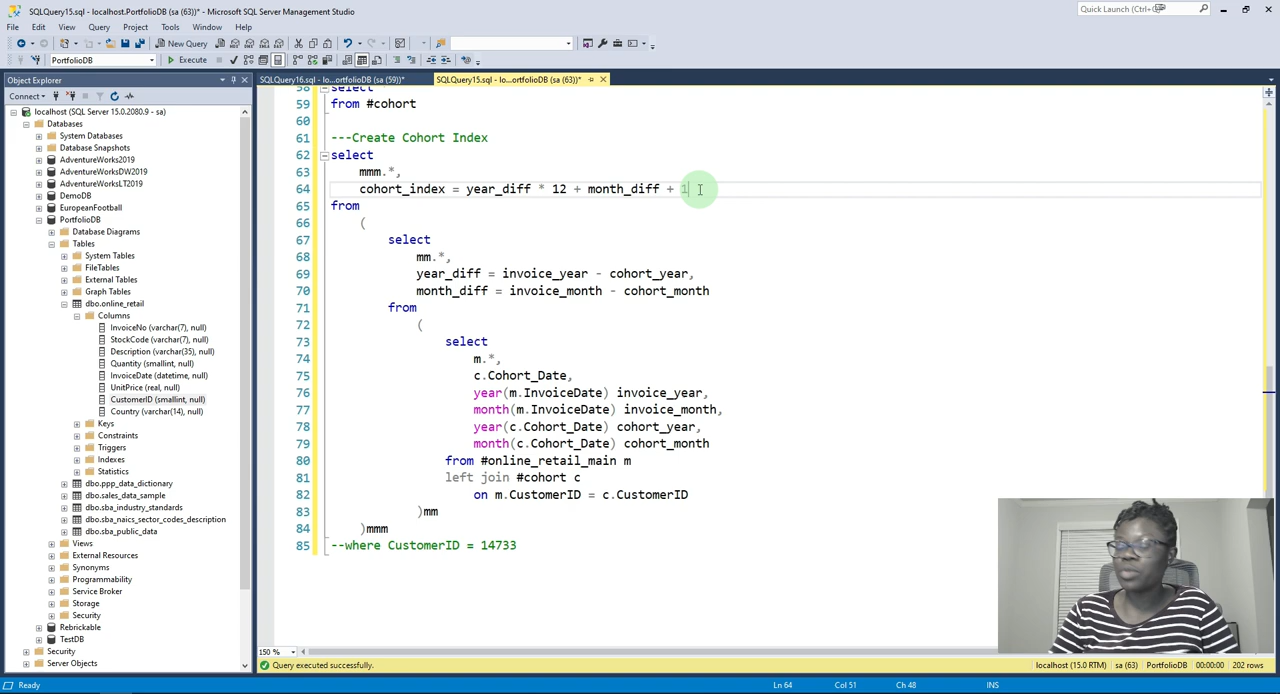 SQLQuery15.sql - localhost.PortfolioDB (sa (63))* - Microsoft SQL Server Management Studio
Quick Launch (Ctrl+
File Edit View Query Project Tools Window Help
New Query
PortfolioDB
Execute
Object Explorer
SQLQuery16.sql - lo...ortfolioDB (sa (59))*
SQLQuery15.sql - lo...ortfolioDB (sa (63))*
Connect
localhost (SQL Server 15.0.2080.9 - sa)
Databases
System Databases
Database Snapshots
AdventureWorks2019
AdventureWorksDW2019
AdventureWorksLT2019
DemoDB
EuropeanFootball
PortfolioDB
Database Diagrams
Tables
System Tables
FileTables
External Tables
Graph Tables
dbo.online_retail
Columns
InvoiceNo (varchar(7), null)
StockCode (varchar(7), null)
Description (varchar(35), null)
Quantity (smallint, null)
InvoiceDate (datetime, null)
UnitPrice (real, null)
CustomerID (smallint, null)
Country (varchar(14), null)
Keys
Constraints
Triggers
Indexes
Statistics
dbo.ppp_data_dictionary
dbo.sales_data_sample
dbo.sba_industry_standards
dbo.sba_naics_sector_codes_description
dbo.sba_public_data
Views
External Resources
Synonyms
Programmability
Service Broker
Storage
Security
Rebrickable
TestDB
Security
Server Objects
58 select
59 from #cohort
60
61 ---Create Cohort Index
62 select
63 mmm.*,
64 cohort_index = year_diff * 12 + month_diff + 1
65 from
66 (
67 select
68 mm.*,
69 year_diff = invoice_year - cohort_year,
70 month_diff = invoice_month - cohort_month
71 from
72 (
73 select
74 m.*,
75 c.Cohort_Date,
76 year(m.InvoiceDate) invoice_year,
77 month(m.InvoiceDate) invoice_month,
78 year(c.Cohort_Date) cohort_year,
79 month(c.Cohort_Date) cohort_month
80 from #online_retail_main m
81 left join #cohort c
82 on m.CustomerID = c.CustomerID
83 )mm
84 )mmm
85 --where CustomerID = 14733
150 %
Query executed successfully.
localhost (15.0 RTM) sa (63) PortfolioDB 00:00:00 202 rows
Ready
Ln 64 Col 51 Ch 48 INS